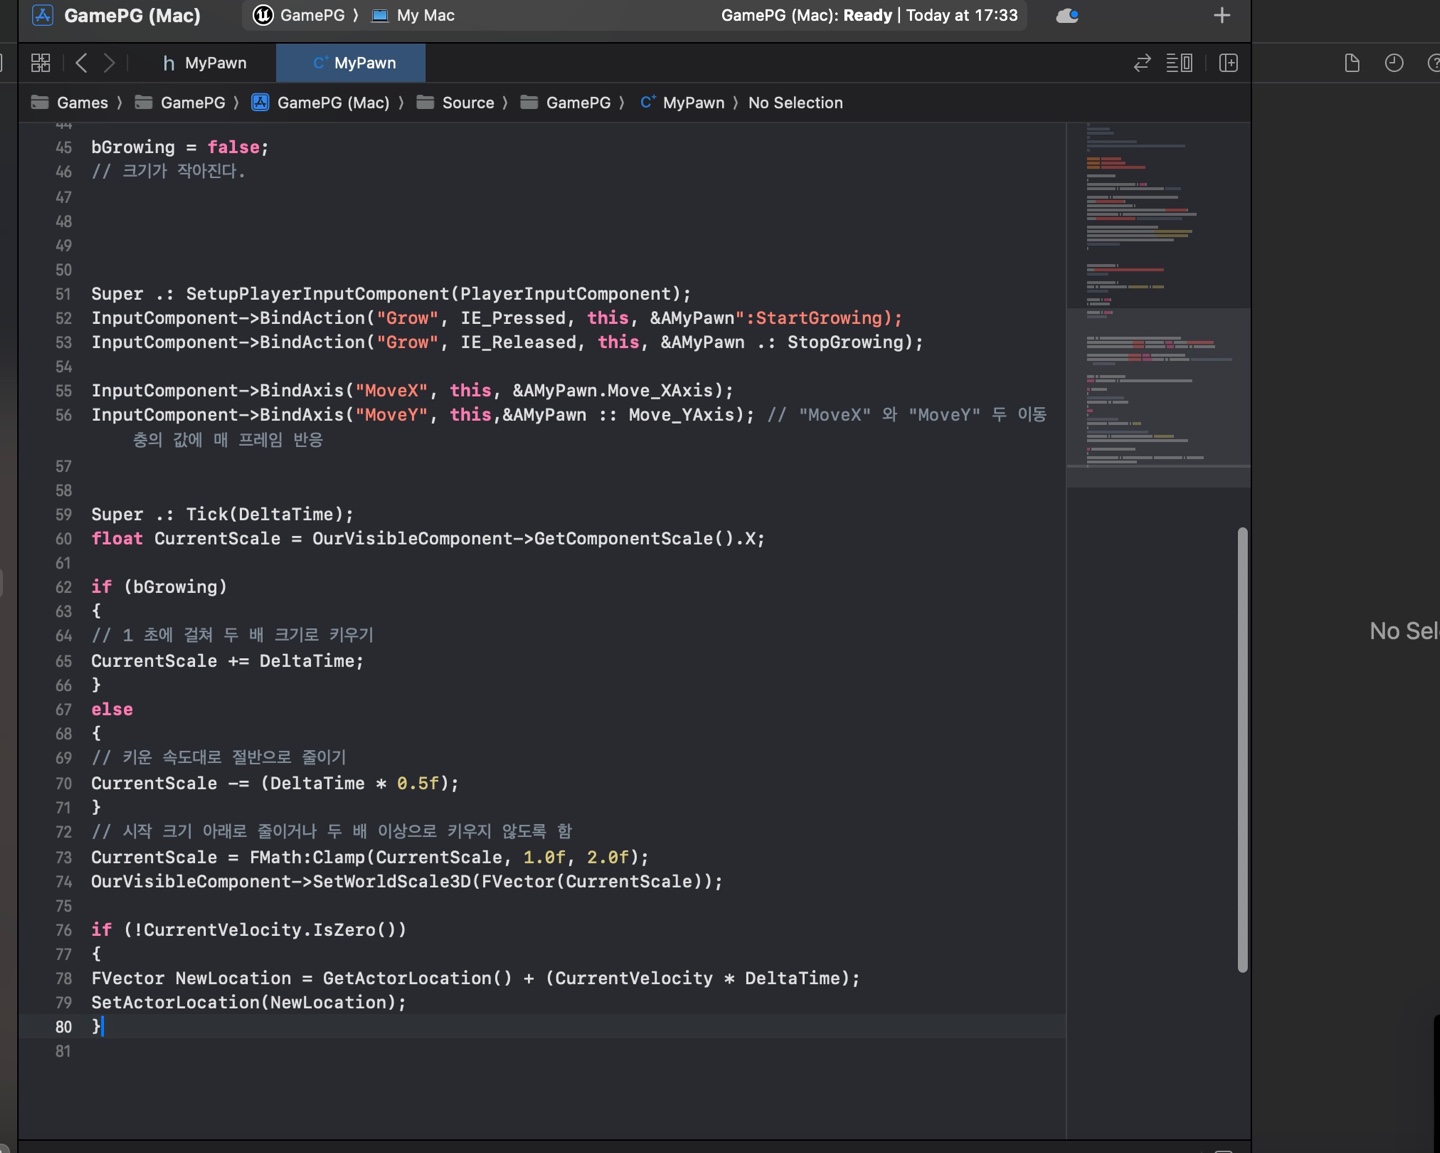 GamePG (Mac)
GamePG 〉 My Mac
GamePG (Mac): Ready | Today at 17:33
h MyPawn
C+ MyPawn
Games 〉 GamePG 〉 GamePG (Mac) 〉 Source 〉 GamePG 〉 C+ MyPawn 〉 No Selection
44
45 bGrowing = false;
46 // 크기가 작아진다.
47
48
49
50
51 Super .: SetupPlayerInputComponent(PlayerInputComponent);
52 InputComponent->BindAction("Grow", IE_Pressed, this, &AMyPawn":StartGrowing);
53 InputComponent->BindAction("Grow", IE_Released, this, &AMyPawn .: StopGrowing);
54
55 InputComponent->BindAxis("MoveX", this, &AMyPawn.Move_XAxis);
56 InputComponent->BindAxis("MoveY", this,&AMyPawn :: Move_YAxis); // "MoveX" 와 "MoveY" 두 이동
충의 값에 매 프레임 반응
57
58
59 Super .: Tick(DeltaTime);
60 float CurrentScale = OurVisibleComponent->GetComponentScale().X;
61
62 if (bGrowing)
63 {
64 // 1 초에 걸쳐 두 배 크기로 키우기
65 CurrentScale += DeltaTime;
66 }
67 else
68 {
69 // 키운 속도대로 절반으로 줄이기
70 CurrentScale -= (DeltaTime * 0.5f);
71 }
72 // 시작 크기 아래로 줄이거나 두 배 이상으로 키우지 않도록 함
73 CurrentScale = FMath:Clamp(CurrentScale, 1.0f, 2.0f);
74 OurVisibleComponent->SetWorldScale3D(FVector(CurrentScale));
75
76 if (!CurrentVelocity.IsZero())
77 {
78 FVector NewLocation = GetActorLocation() + (CurrentVelocity * DeltaTime);
79 SetActorLocation(NewLocation);
80 }
81
No Sel